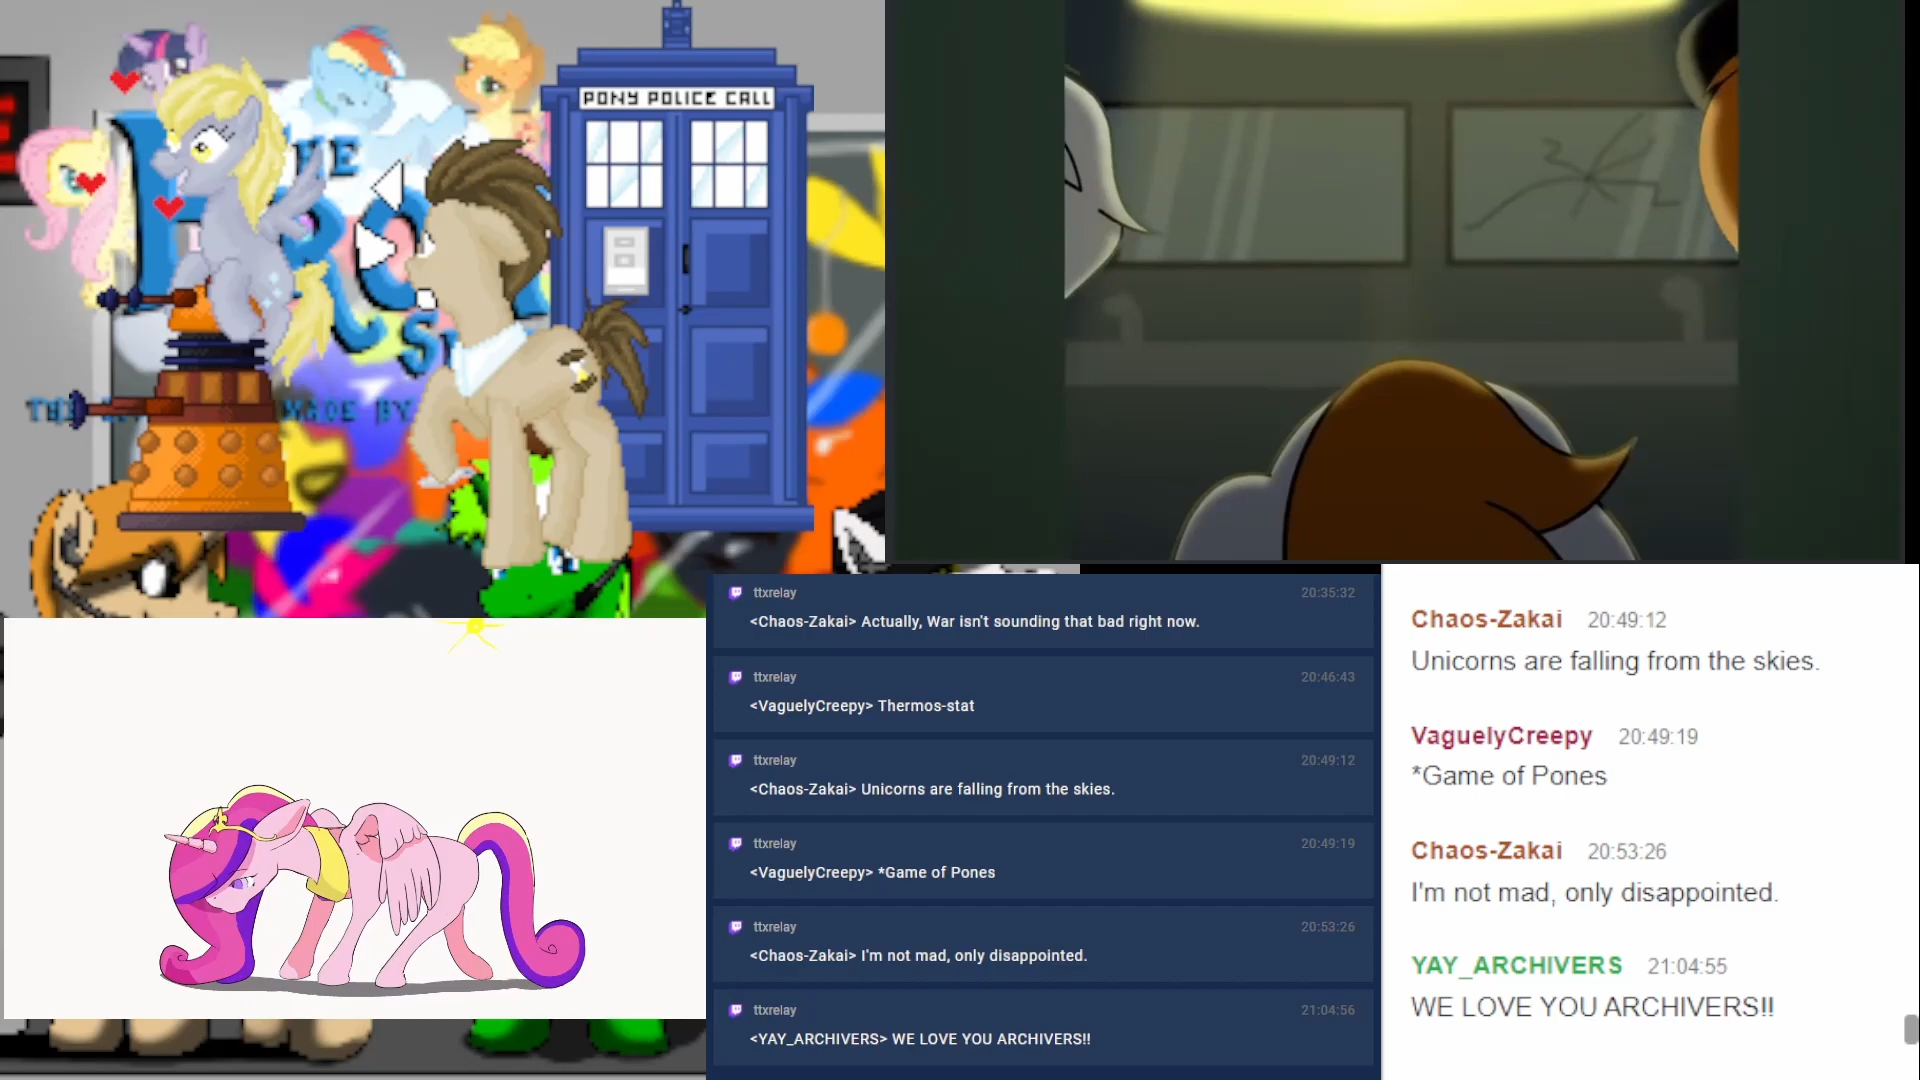 PONY POLICE CALL
HE
THE
MADE BY
ttxrelay 20:35:32
<Chaos-Zakai> Actually, War isn't sounding that bad right now.
ttxrelay 20:46:43
<VaguelyCreepy> Thermos-stat
ttxrelay 20:49:12
<Chaos-Zakai> Unicorns are falling from the skies.
ttxrelay 20:49:19
<VaguelyCreepy> *Game of Pones
ttxrelay 20:53:26
<Chaos-Zakai> I'm not mad, only disappointed.
ttxrelay 21:04:56
<YAY_ARCHIVERS> WE LOVE YOU ARCHIVERS!!
Chaos-Zakai 20:49:12
Unicorns are falling from the skies.
VaguelyCreepy 20:49:19
*Game of Pones
Chaos-Zakai 20:53:26
I'm not mad, only disappointed.
YAY_ARCHIVERS 21:04:55
WE LOVE YOU ARCHIVERS!!